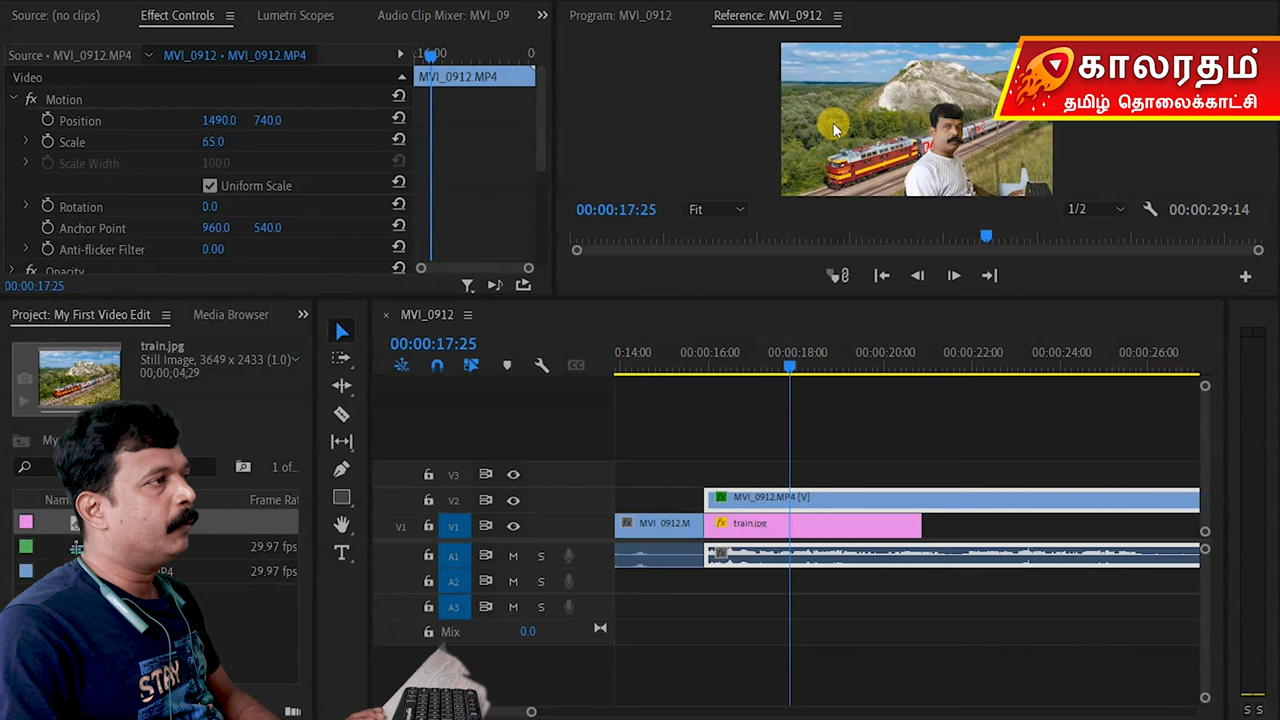 Source: (no clips)
Effect Controls
Lumetri Scopes
Audio Clip Mixer: MVI_09
Program: MVI_0912
Reference: MVI_0912
Source • MVI_0912.MP4
MVI_0912 • MVI_0912.MP4
:16:00
0
Video
MVI_0912.MP4
Motion
Position
1490.0
740.0
Scale
65.0
Scale Width
100.0
Uniform Scale
Rotation
0.0
Anchor Point
960.0
540.0
Anti-flicker Filter
0.00
Opacity
00:00:17:25
காலரதம்
தமிழ் தொலைக்காட்சி
00:00:17:25
Fit
1/2
00:00:29:14
Project: My First Video Edit
Media Browser
train.jpg
Still Image, 3649 x 2433 (1.0)
00;00;04;29
My
1 of...
Frame Ra
29.97 fps
P4
29.97 fps
STAY
MVI_0912
00:00:17:25
0:14:00
00:00:16:00
00:00:18:00
00:00:20:00
00:00:22:00
00:00:24:00
00:00:26:00
V3
V2
MVI_0912.MP4 [V]
V1
V1
MVI_0912.M
train.jpg
A1
M
S
A2
M
S
A3
M
S
Mix
0.0
S S